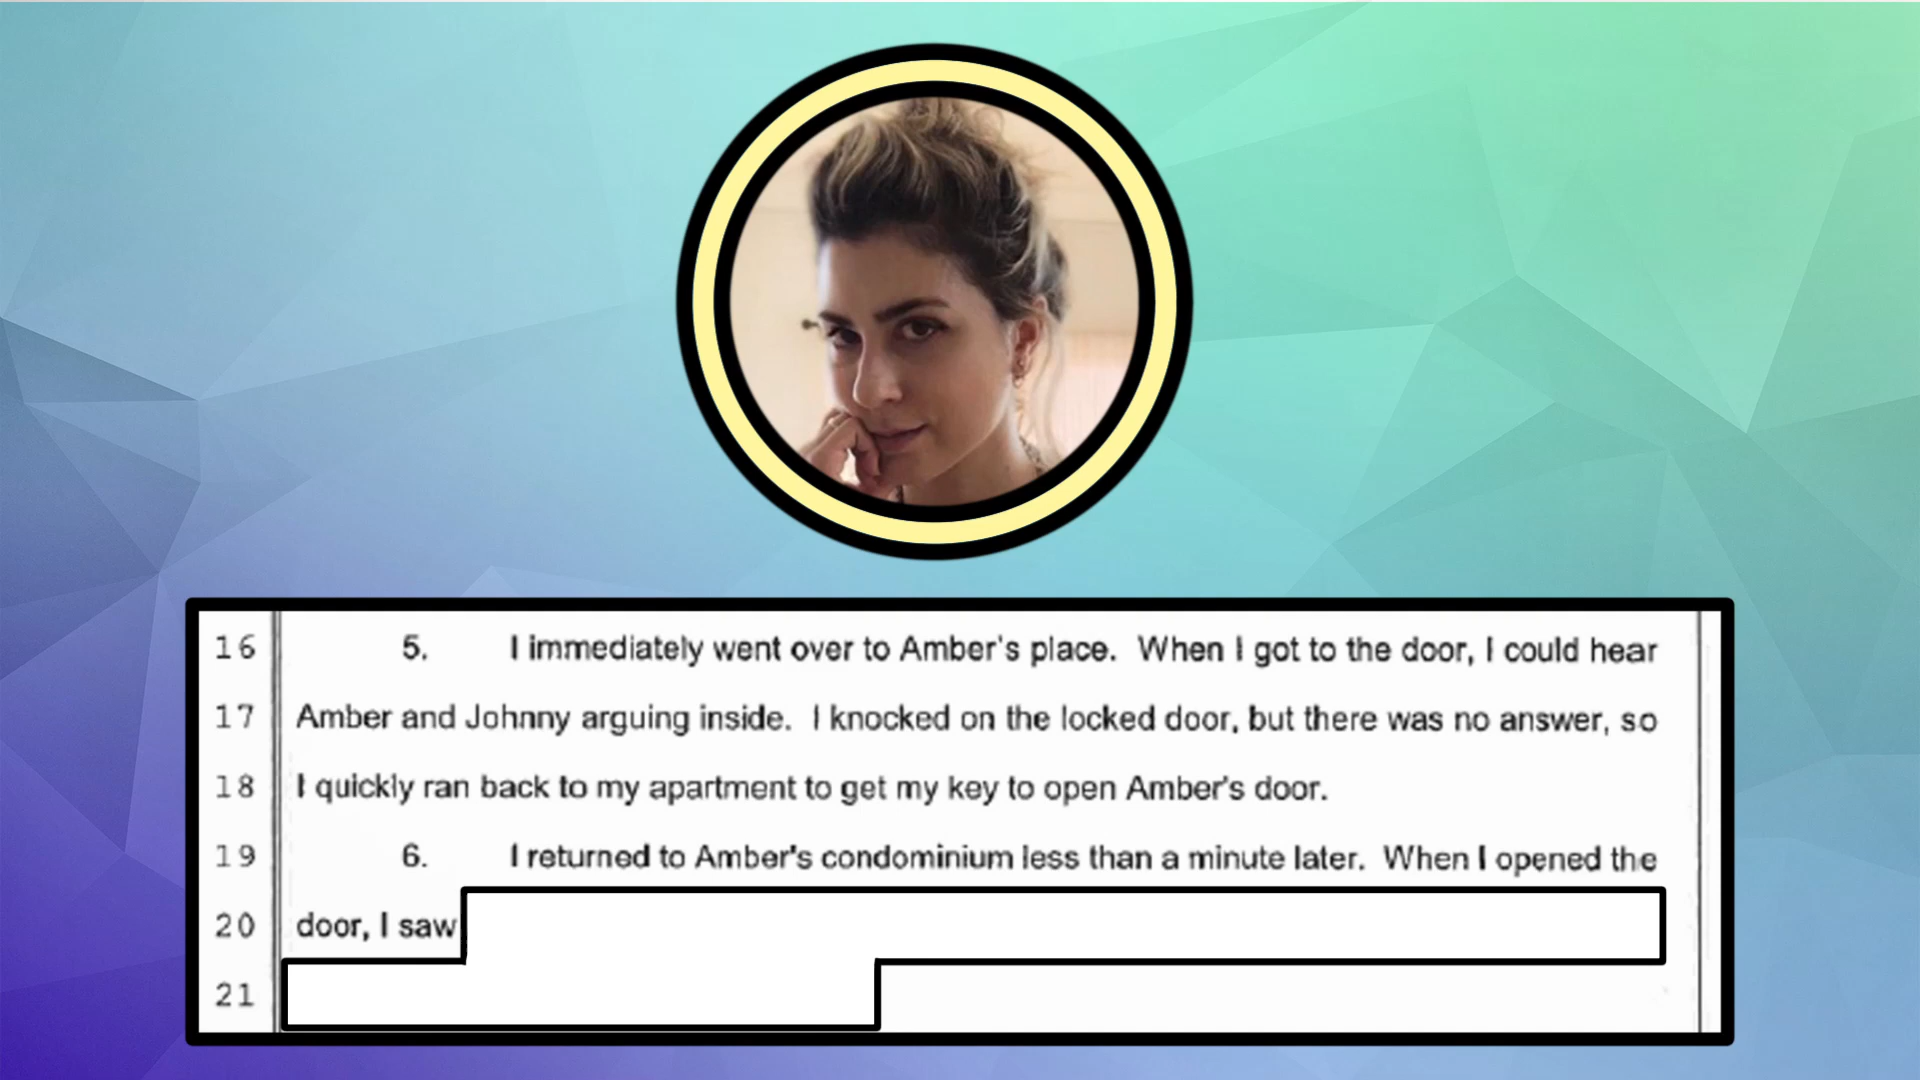 16 5. I immediately went over to Amber's place. When I got to the door, I could hear
17 Amber and Johnny arguing inside. I knocked on the locked door, but there was no answer, so
18 I quickly ran back to my apartment to get my key to open Amber's door.
19 6. I returned to Amber's condominium less than a minute later. When I opened the
20 door, I saw
21